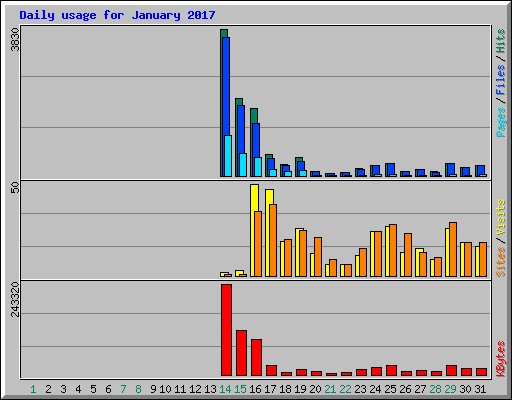 Daily usage for January 2017
3830
50
243320
Pages / Files / Hits
Sites / Visits
KBytes
1 2 3 4 5 6 7 8 9 10 11 12 13 14 15 16 17 18 19 20 21 22 23 24 25 26 27 28 29 30 31